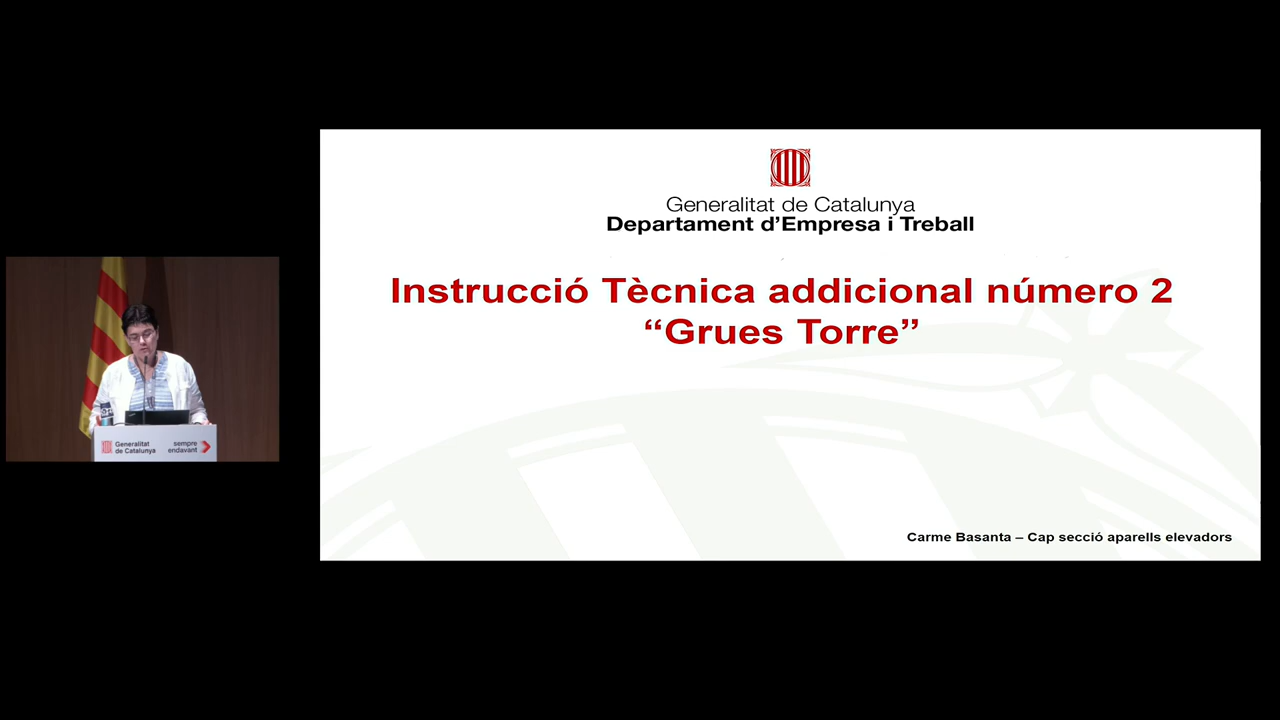 Generalitat de Catalunya
Departament d'Empresa i Treball
Instrucció Tècnica addicional número 2
“Grues Torre”
Carme Basanta – Cap secció aparells elevadors
Generalitat
de Catalunya
sempre
endavant